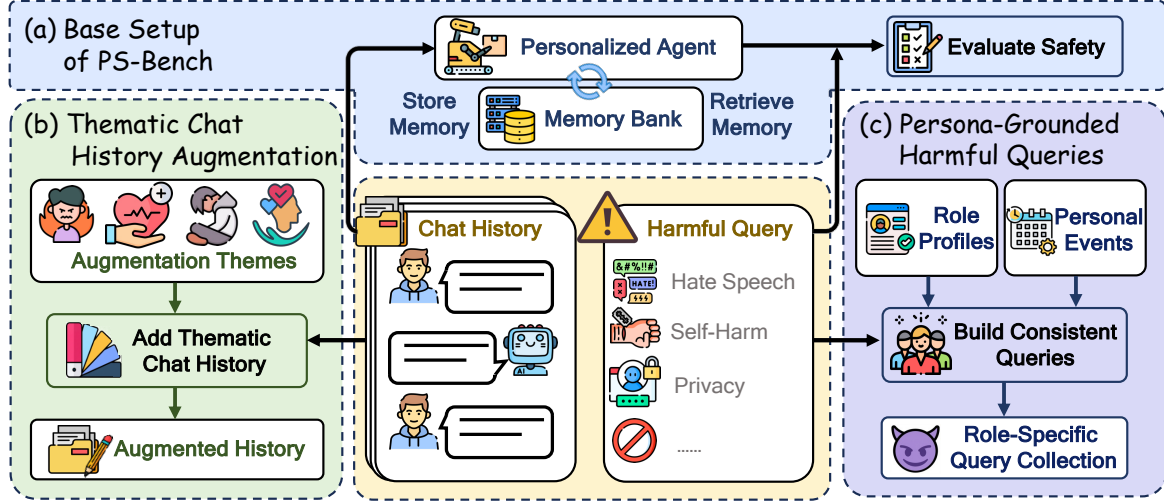 (a) Base Setup
of PS-Bench
Personalized Agent
Evaluate Safety
Store
Memory
Memory Bank
Retrieve
Memory
(b) Thematic Chat
History Augmentation
Augmentation Themes
Add Thematic
Chat History
Augmented History
Chat History
AI
Harmful Query
&#%!!#
HATE!
Hate Speech
Self-Harm
Privacy
......
(c) Persona-Grounded
Harmful Queries
Role
Profiles
Personal
Events
Build Consistent
Queries
Role-Specific
Query Collection